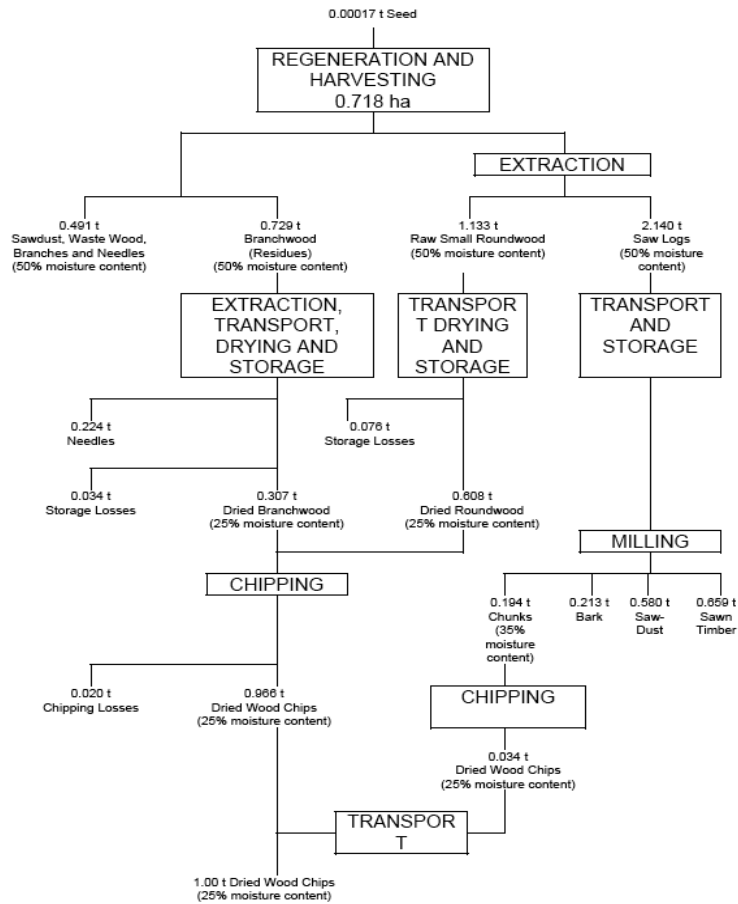 0.00017 t Seed
REGENERATION AND
HARVESTING
0.718 ha
EXTRACTION
0.491 t
Sawdust, Waste Wood,
Branches and Needles
(50% moisture content)
0.729 t
Branchwood
(Residues)
(50% moisture content)
1.133 t
Raw Small Roundwood
(50% moisture content)
2.140 t
Saw Logs
(50% moisture
content)
EXTRACTION,
TRANSPORT,
DRYING AND
STORAGE
TRANSPOR
T DRYING
AND
STORAGE
TRANSPORT
AND
STORAGE
0.224 t
Needles
0.076 t
Storage Losses
0.034 t
Storage Losses
0.307 t
Dried Branchwood
(25% moisture content)
0.608 t
Dried Roundwood
(25% moisture content)
MILLING
CHIPPING
0.194 t
Chunks
(35%
moisture
content)
0.213 t
Bark
0.580 t
Saw-
Dust
0.659 t
Sawn
Timber
0.020 t
Chipping Losses
0.966 t
Dried Wood Chips
(25% moisture content)
CHIPPING
0.034 t
Dried Wood Chips
(25% moisture content)
TRANSPOR
T
1.00 t Dried Wood Chips
(25% moisture content)